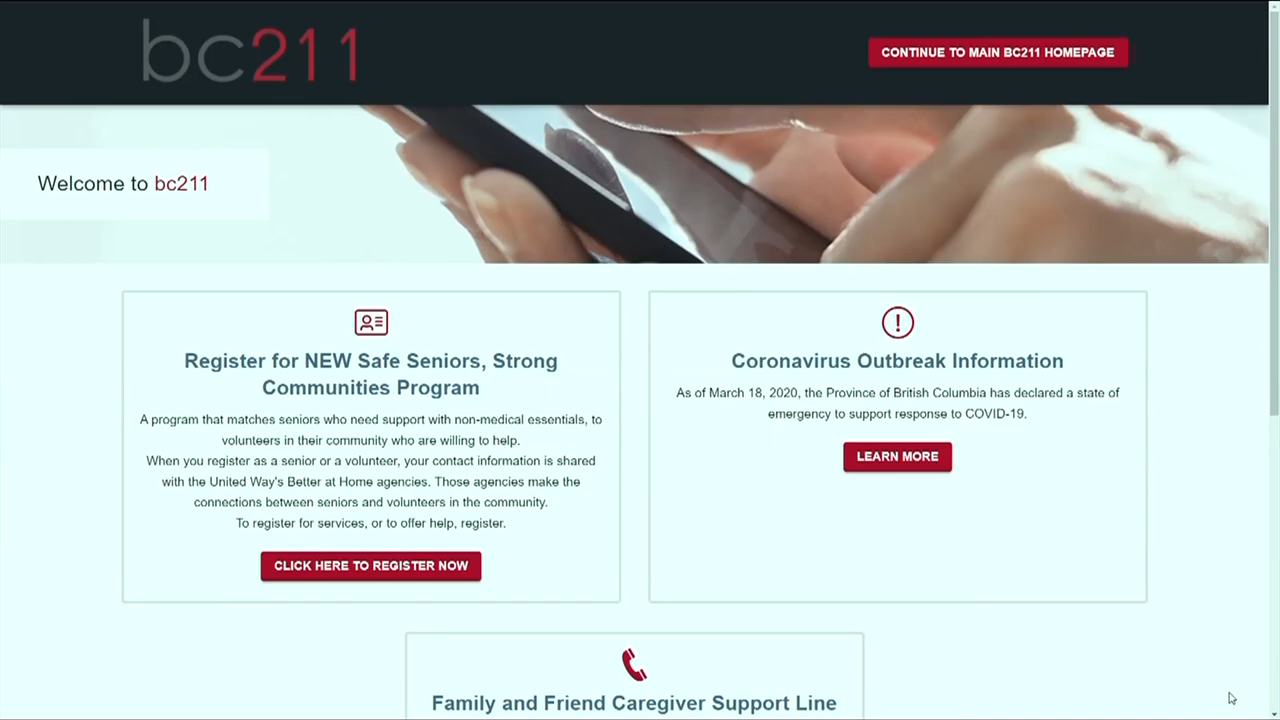 bc211
CONTINUE TO MAIN BC211 HOMEPAGE
Welcome to bc211
Register for NEW Safe Seniors, Strong
Communities Program
A program that matches seniors who need support with non-medical essentials, to
volunteers in their community who are willing to help.
When you register as a senior or a volunteer, your contact information is shared
with the United Way's Better at Home agencies. Those agencies make the
connections between seniors and volunteers in the community.
To register for services, or to offer help, register.
CLICK HERE TO REGISTER NOW
Coronavirus Outbreak Information
As of March 18, 2020, the Province of British Columbia has declared a state of
emergency to support response to COVID-19.
LEARN MORE
Family and Friend Caregiver Support Line